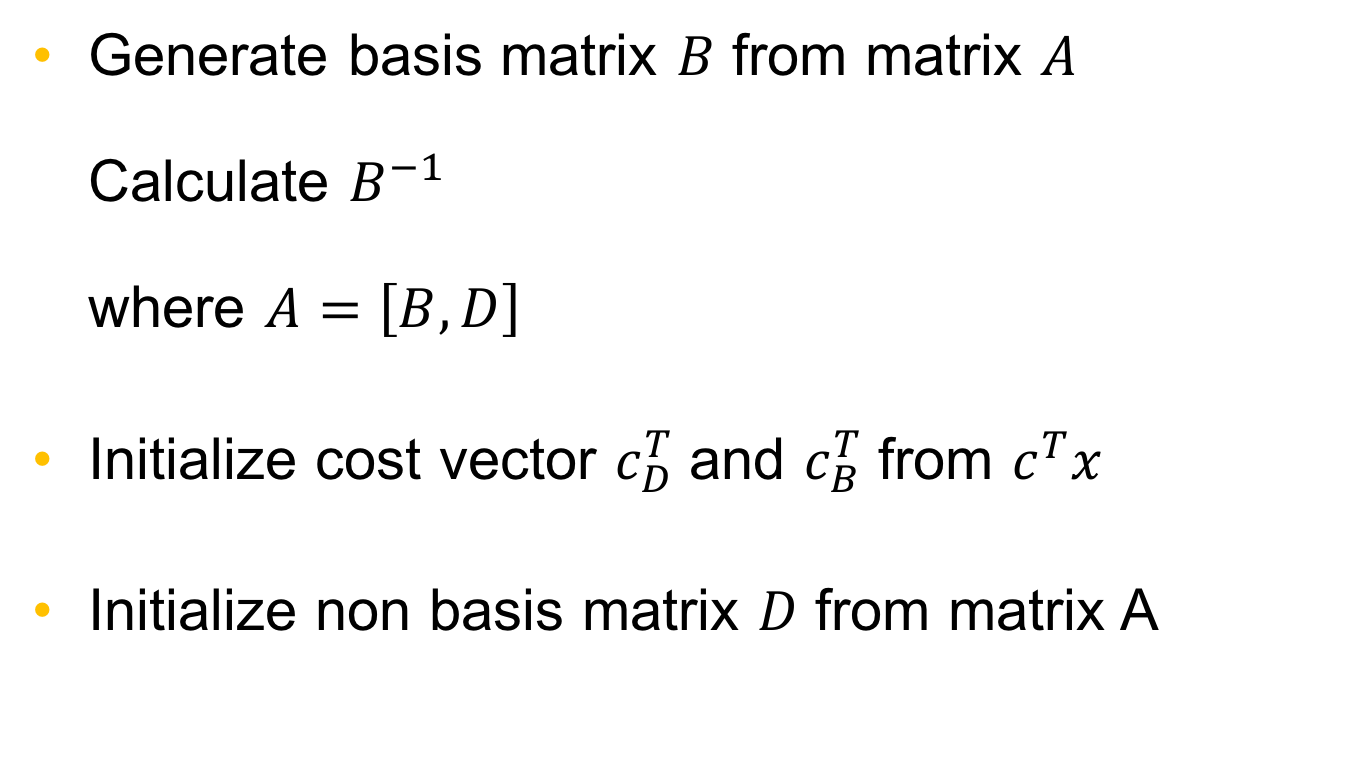 • Generate basis matrix 𝐵 from matrix 𝐴
Calculate 𝐵⁻¹
where 𝐴 = [𝐵, 𝐷]
• Initialize cost vector $c_D^T$ and $c_B^T$ from $c^T x$
• Initialize non basis matrix 𝐷 from matrix A